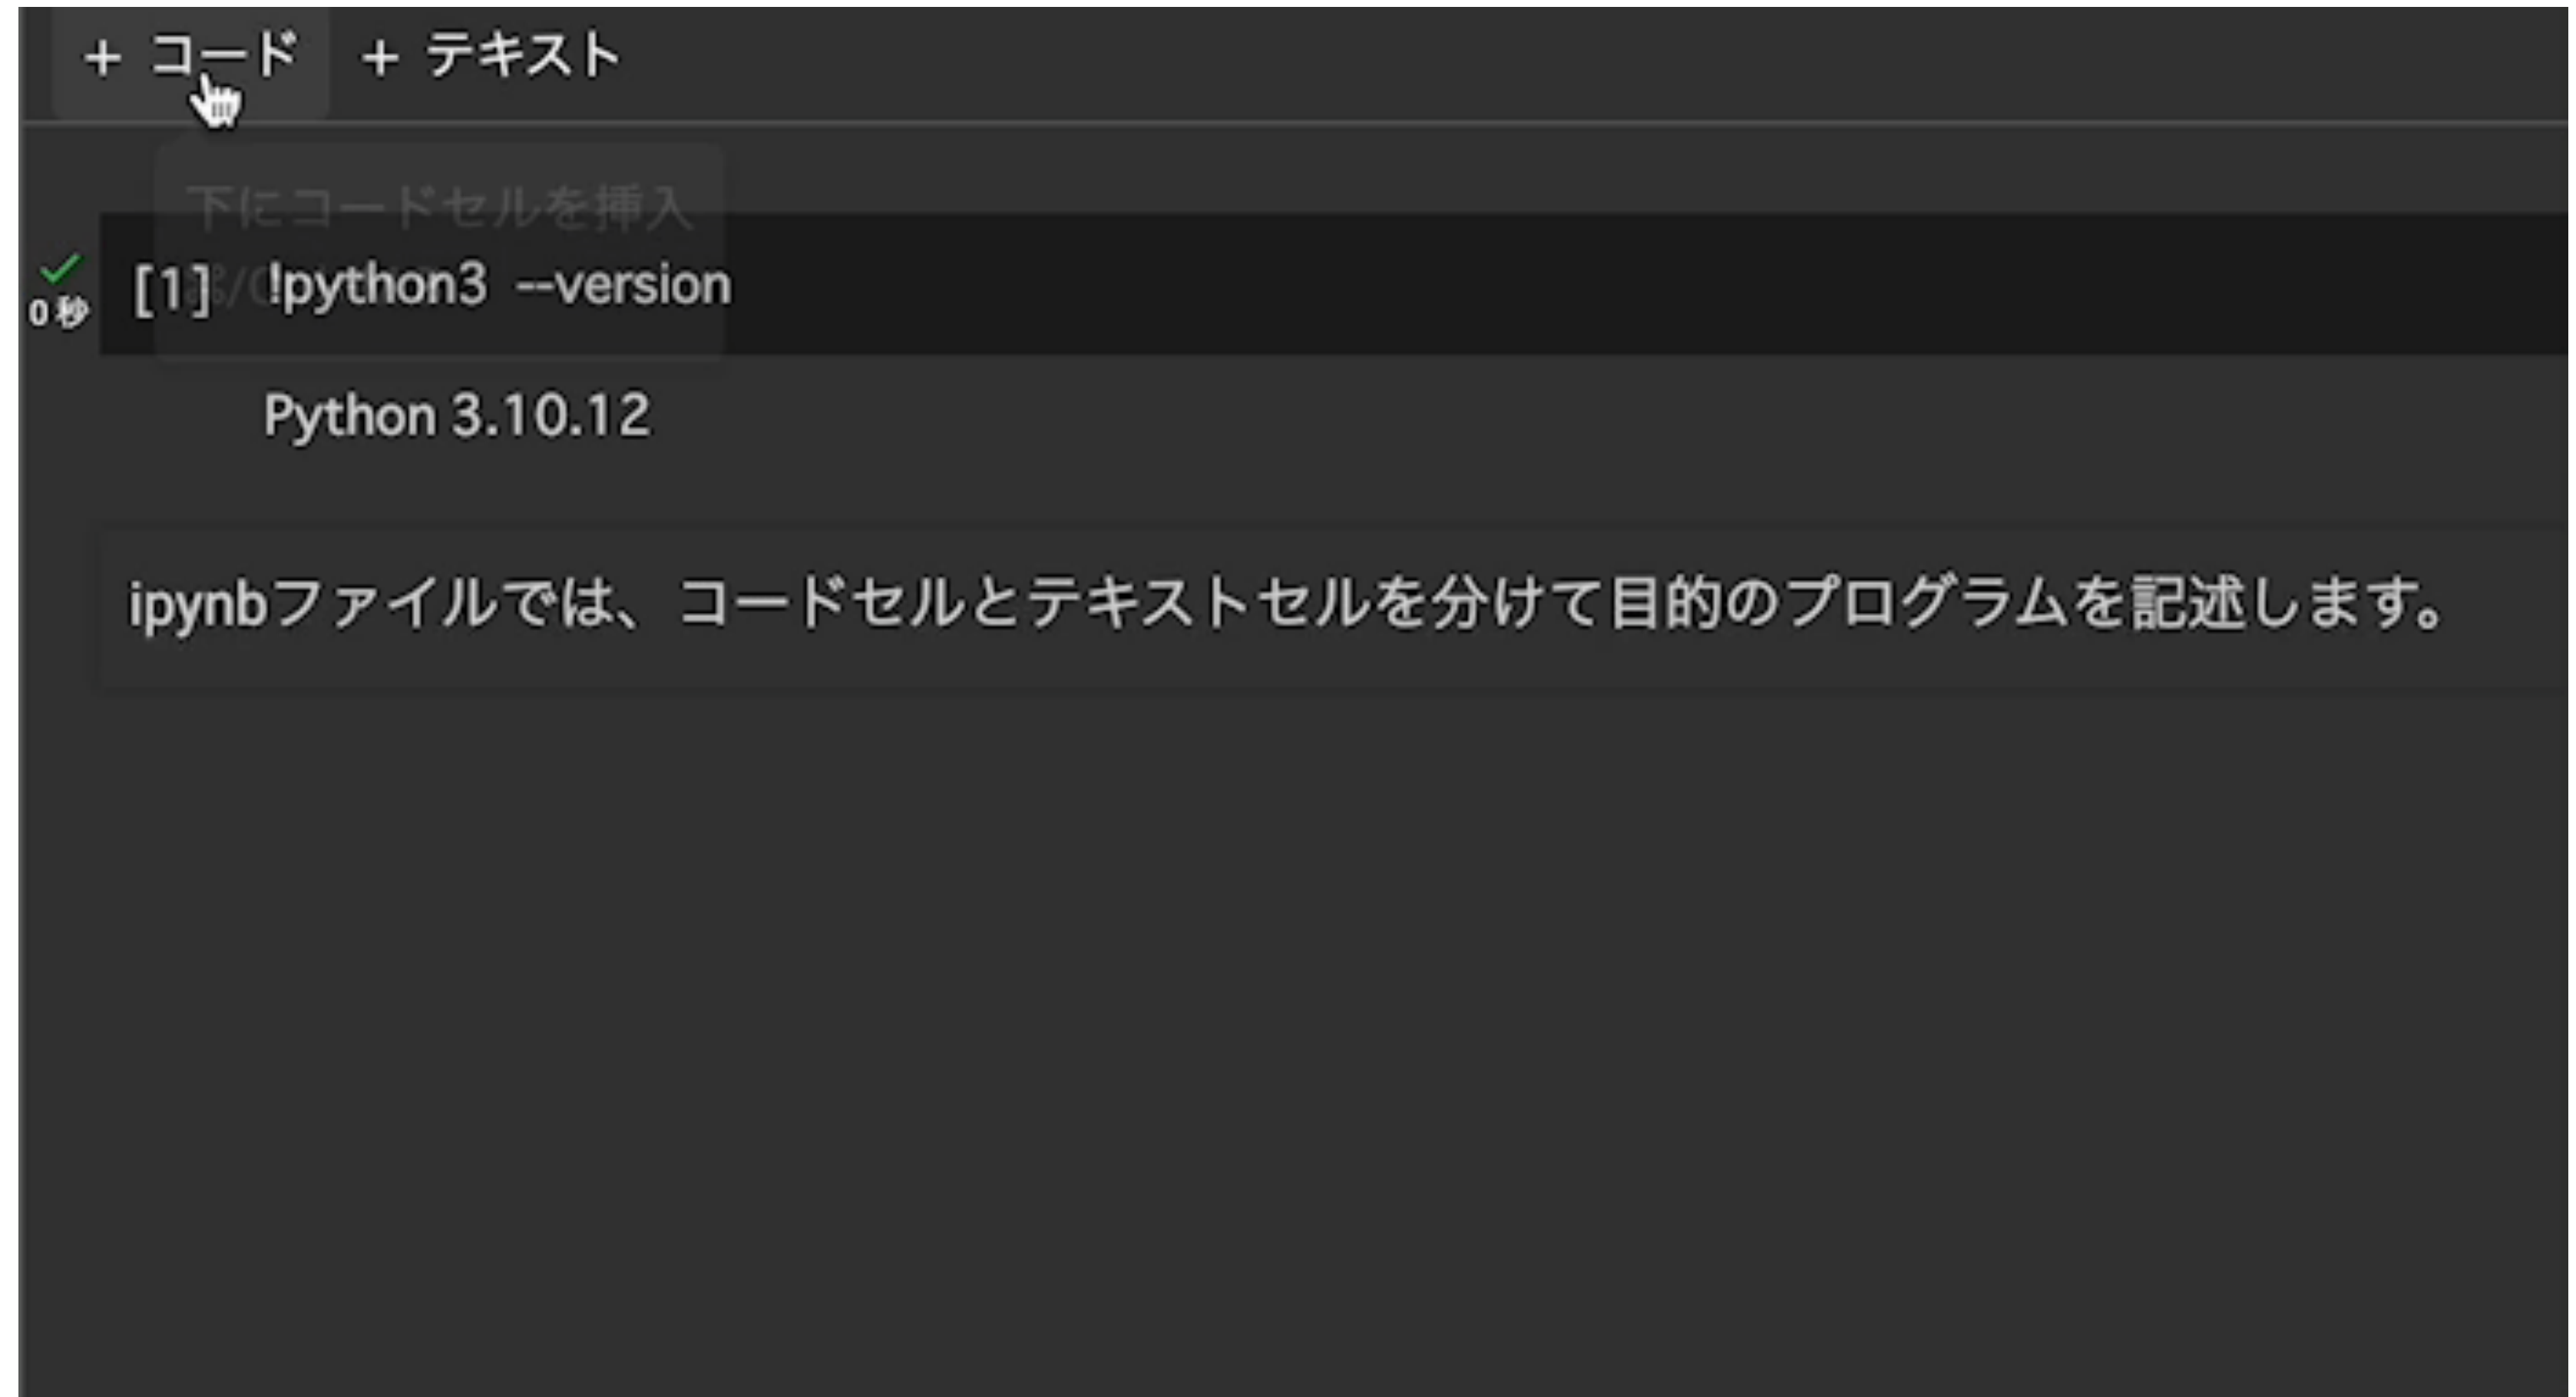 + コード + テキスト
下にコードセルを挿入
[1] !python3 --version
0 秒
Python 3.10.12
ipynbファイルでは、コードセルとテキストセルを分けて目的のプログラムを記述します。